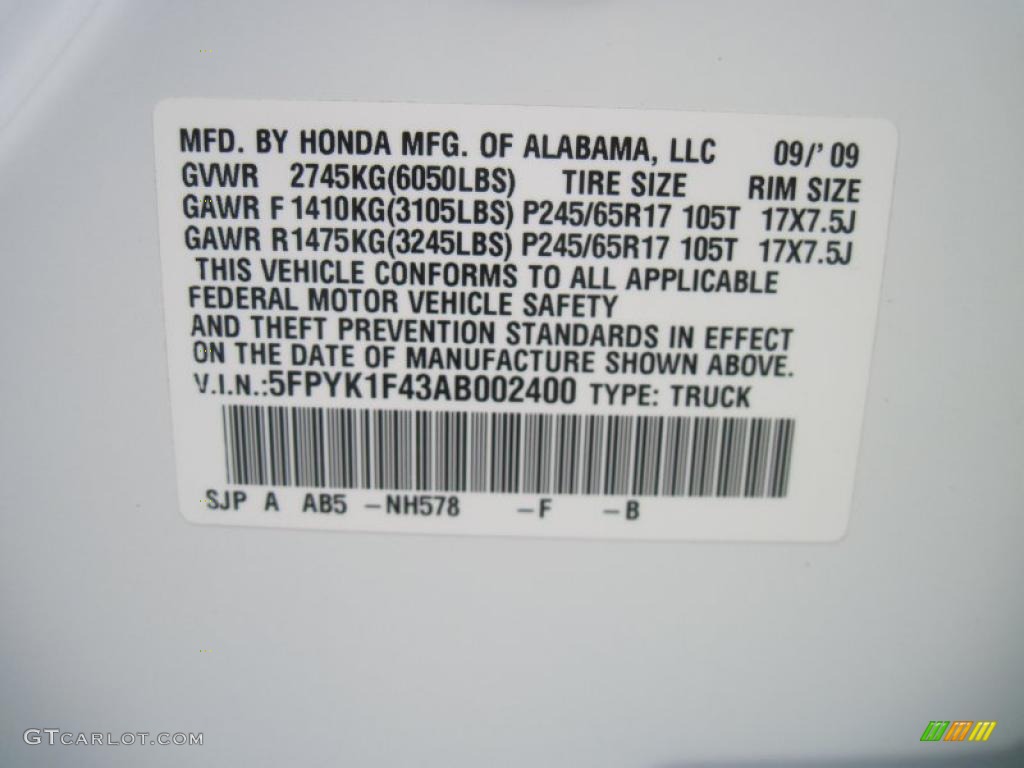 MFD. BY HONDA MFG. OF ALABAMA, LLC 09/' 09
GVWR 2745KG(6050LBS) TIRE SIZE RIM SIZE
GAWR F 1410KG(3105LBS) P245/65R17 105T 17X7.5J
GAWR R1475KG(3245LBS) P245/65R17 105T 17X7.5J
THIS VEHICLE CONFORMS TO ALL APPLICABLE
FEDERAL MOTOR VEHICLE SAFETY
AND THEFT PREVENTION STANDARDS IN EFFECT
ON THE DATE OF MANUFACTURE SHOWN ABOVE.
V.I.N.:5FPYK1F43AB002400 TYPE: TRUCK
SJP A AB5 -NH578 -F -B
GTCARLOT.COM